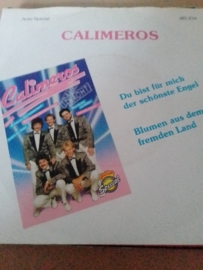 CALIMEROS
Calimeros
Du bist für mich
der schönste Engel
Blumen aus dem
fremden Land